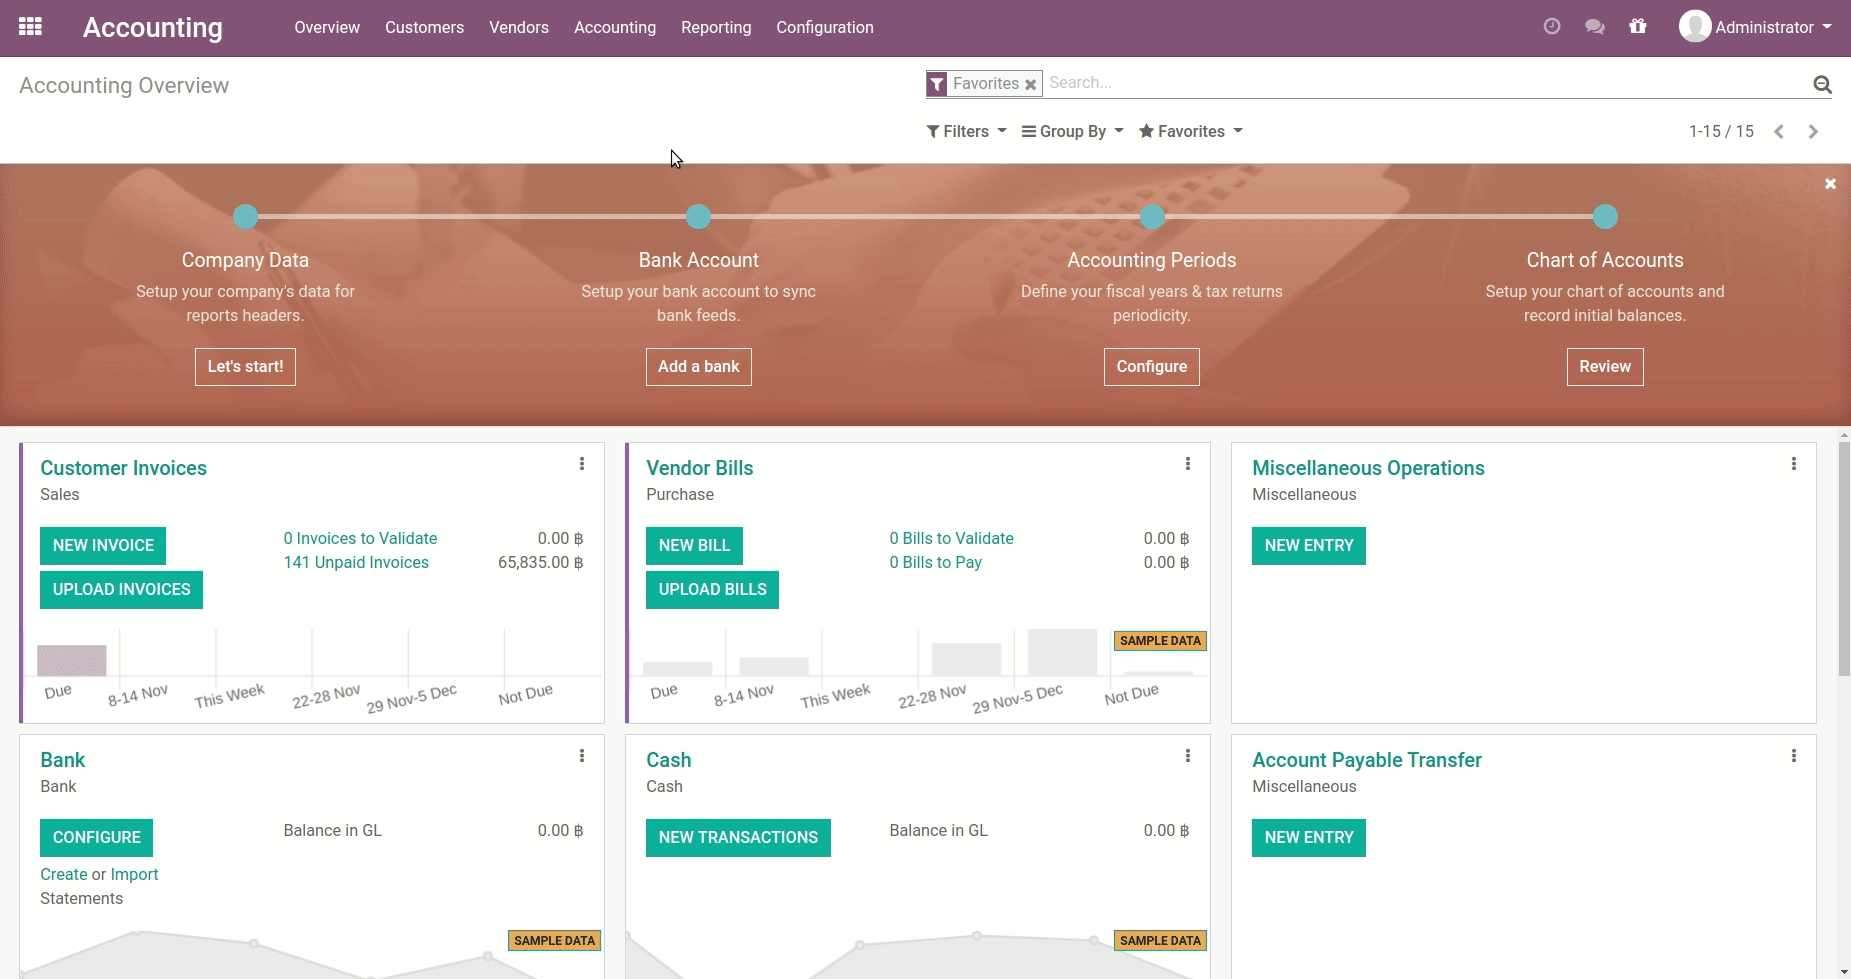 Accounting
Overview Customers Vendors Accounting Reporting Configuration
Administrator
Accounting Overview
Favorites Search...
Filters Group By Favorites
1-15 / 15
Company Data
Setup your company's data for
reports headers.
Let's start!
Bank Account
Setup your bank account to sync
bank feeds.
Add a bank
Accounting Periods
Define your fiscal years & tax returns
periodicity.
Configure
Chart of Accounts
Setup your chart of accounts and
record initial balances.
Review
Customer Invoices
Sales
NEW INVOICE
UPLOAD INVOICES
0 Invoices to Validate 0.00 ฿
141 Unpaid Invoices 65,835.00 ฿
Due 8-14 Nov This Week 22-28 Nov 29 Nov-5 Dec Not Due
Vendor Bills
Purchase
NEW BILL
UPLOAD BILLS
0 Bills to Validate 0.00 ฿
0 Bills to Pay 0.00 ฿
SAMPLE DATA
Due 8-14 Nov This Week 22-28 Nov 29 Nov-5 Dec Not Due
Miscellaneous Operations
Miscellaneous
NEW ENTRY
Bank
Bank
CONFIGURE
Balance in GL 0.00 ฿
Create or Import
Statements
SAMPLE DATA
Cash
Cash
NEW TRANSACTIONS
Balance in GL 0.00 ฿
SAMPLE DATA
Account Payable Transfer
Miscellaneous
NEW ENTRY